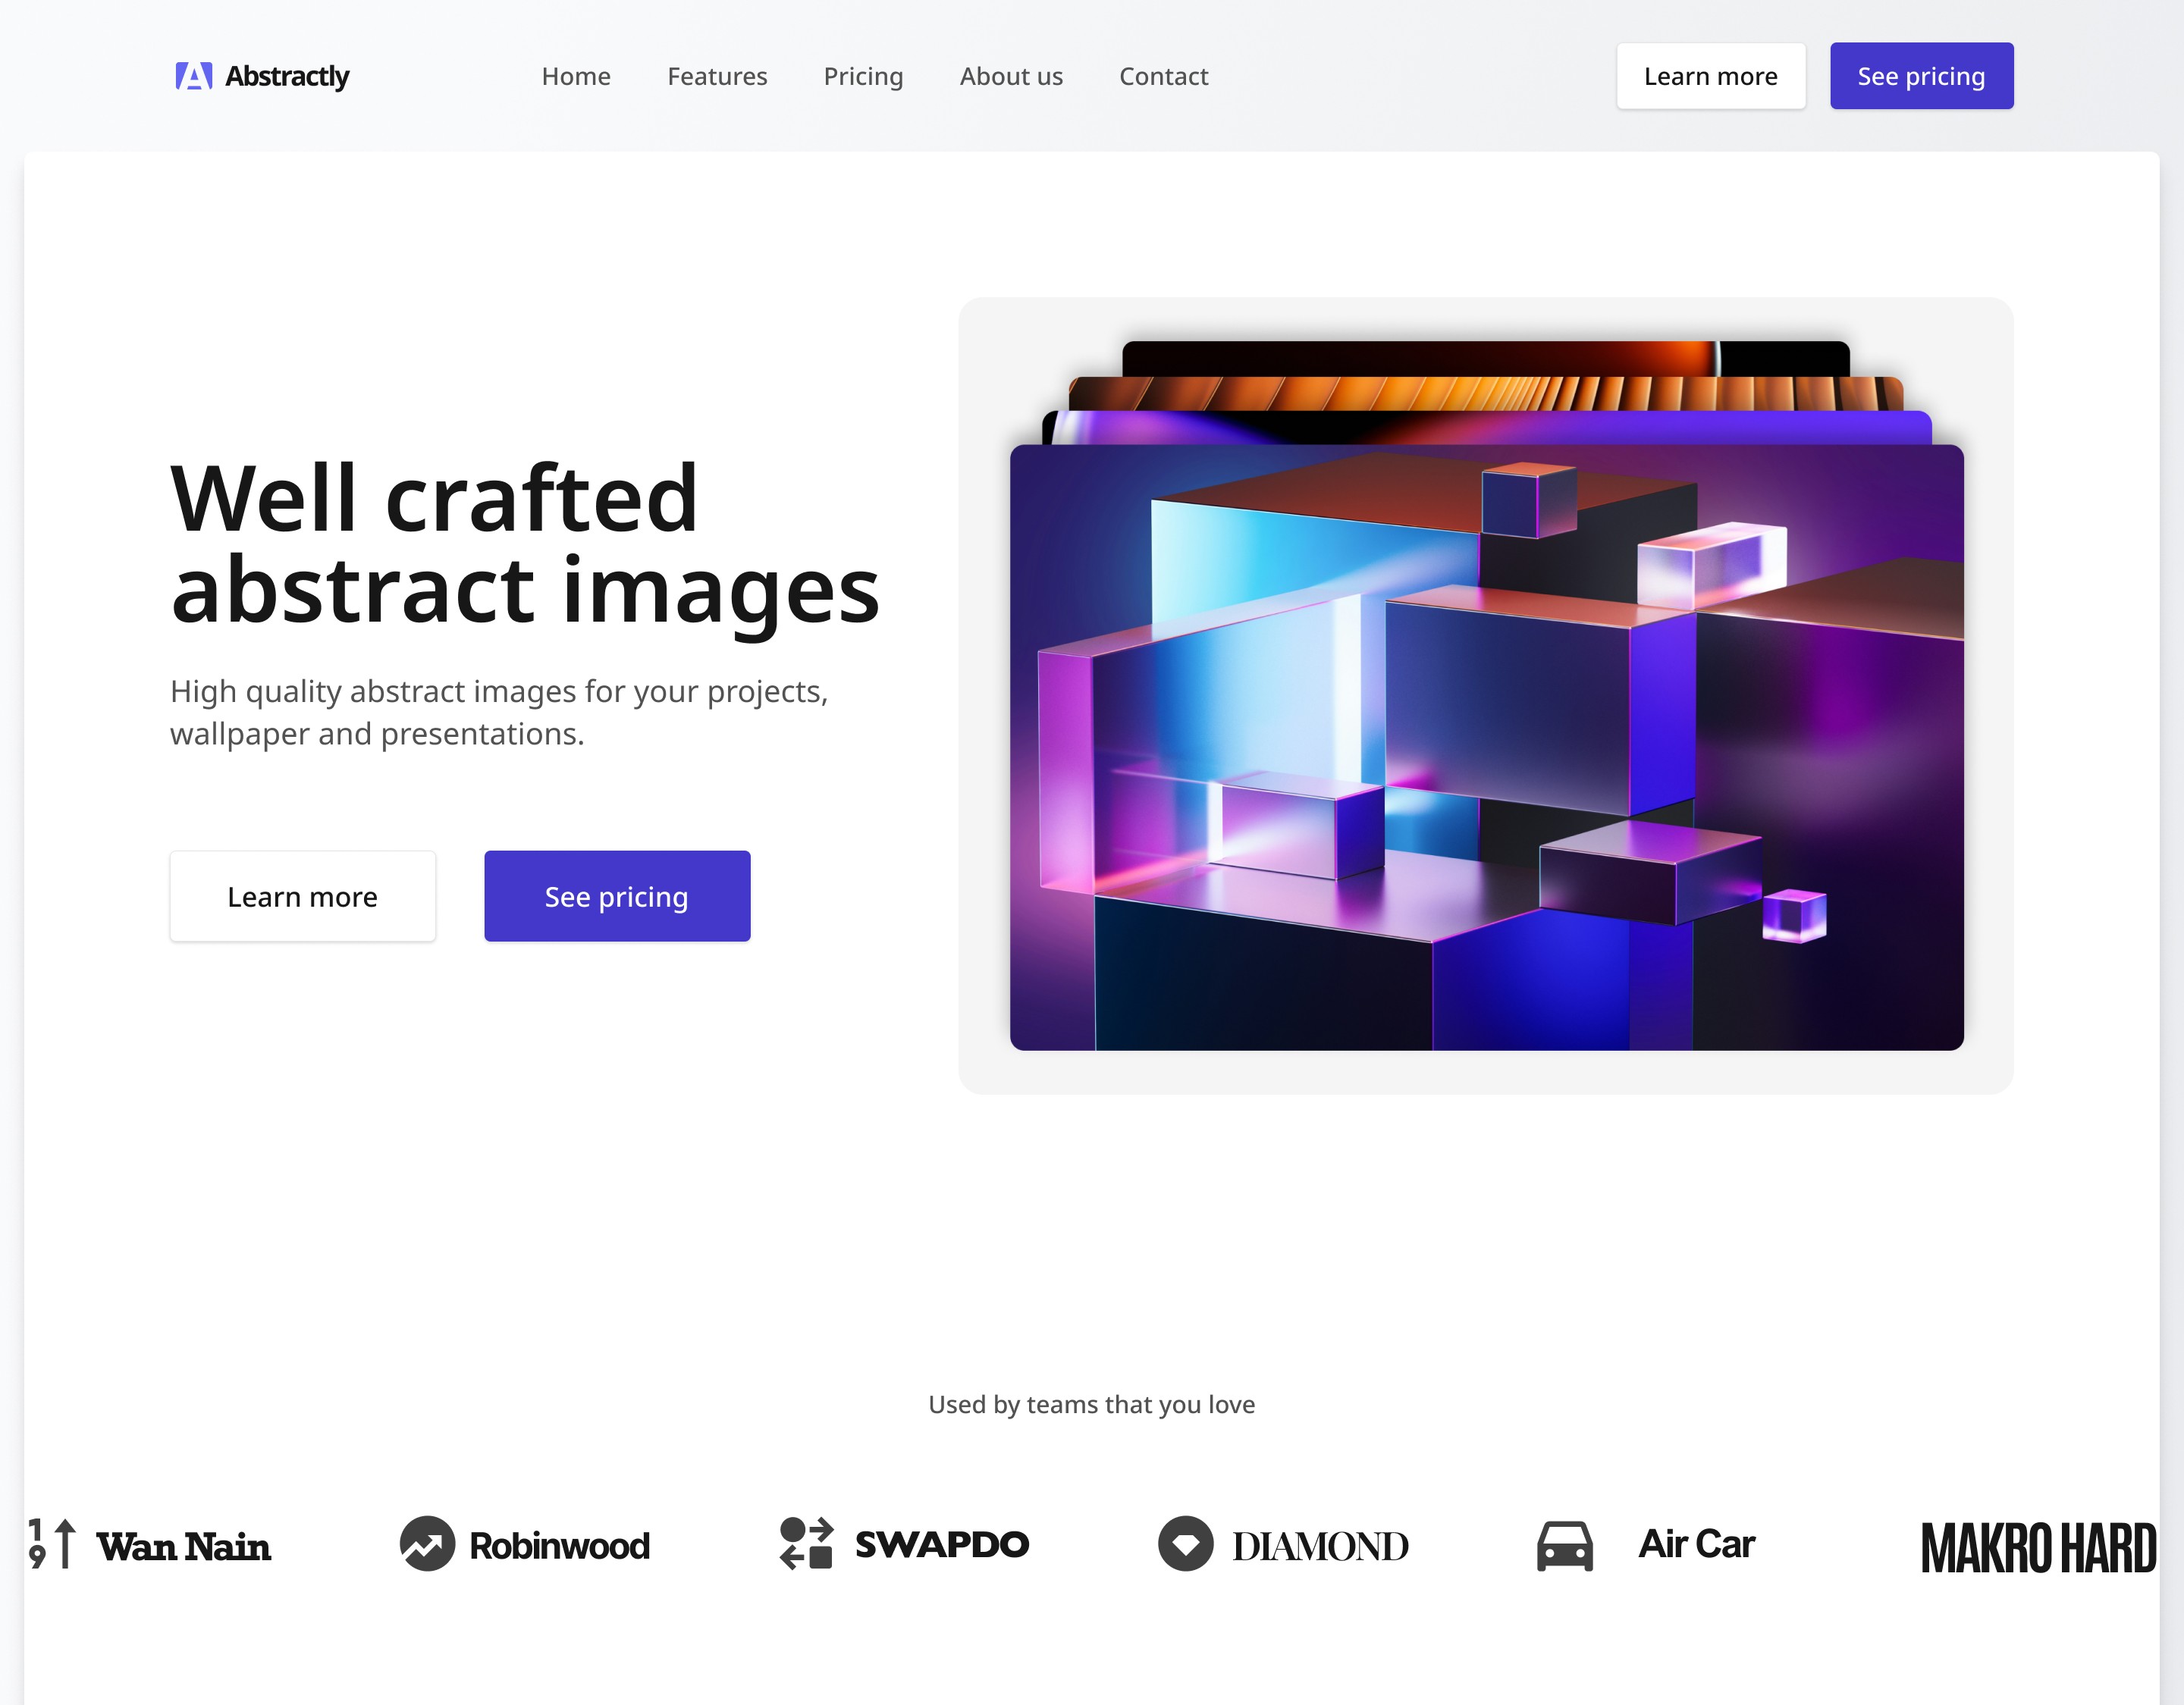 Abstractly
Home Features Pricing About us Contact
Learn more See pricing
Well crafted
abstract images
High quality abstract images for your projects,
wallpaper and presentations.
Learn more See pricing
Used by teams that you love
1
9
Wan Nain Robinwood SWAPDO DIAMOND Air Car MAKRO HARD